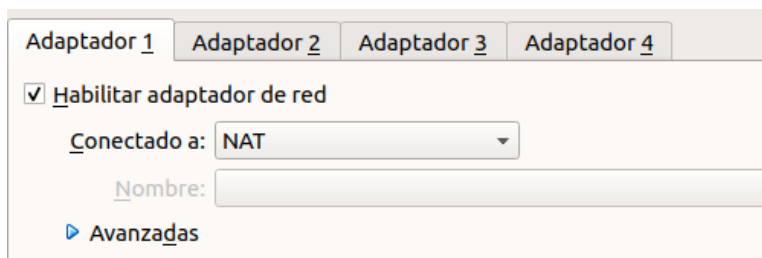 Adaptador 1 Adaptador 2 Adaptador 3 Adaptador 4
Habilitar adaptador de red
Conectado a: NAT
Nombre:
Avanzadas